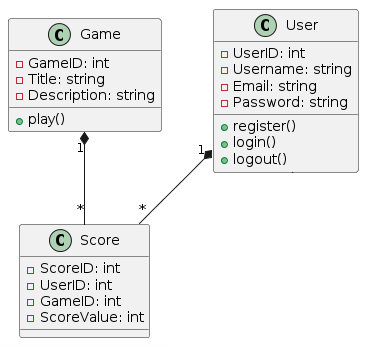 C Game
GameID: int
Title: string
Description: string
play()
C User
UserID: int
Username: string
Email: string
Password: string
register()
login()
logout()
1
1
*
*
C Score
ScoreID: int
UserID: int
GameID: int
ScoreValue: int